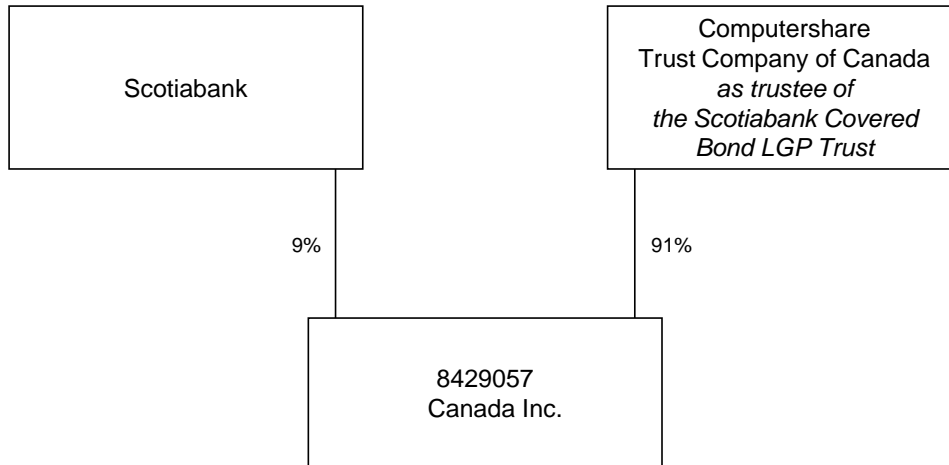 Scotiabank
Computershare
Trust Company of Canada
as trustee of
the Scotiabank Covered
Bond LGP Trust
9%
91%
8429057
Canada Inc.